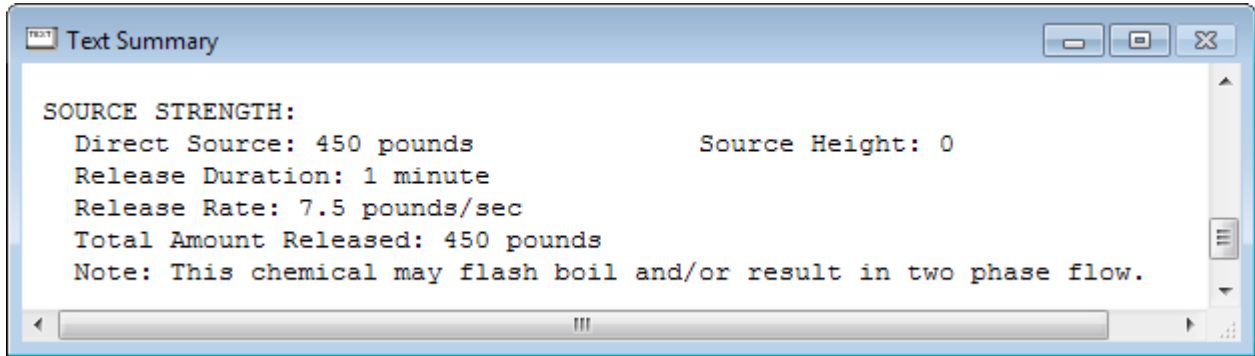 Text Summary
SOURCE STRENGTH:
Direct Source: 450 pounds Source Height: 0
Release Duration: 1 minute
Release Rate: 7.5 pounds/sec
Total Amount Released: 450 pounds
Note: This chemical may flash boil and/or result in two phase flow.